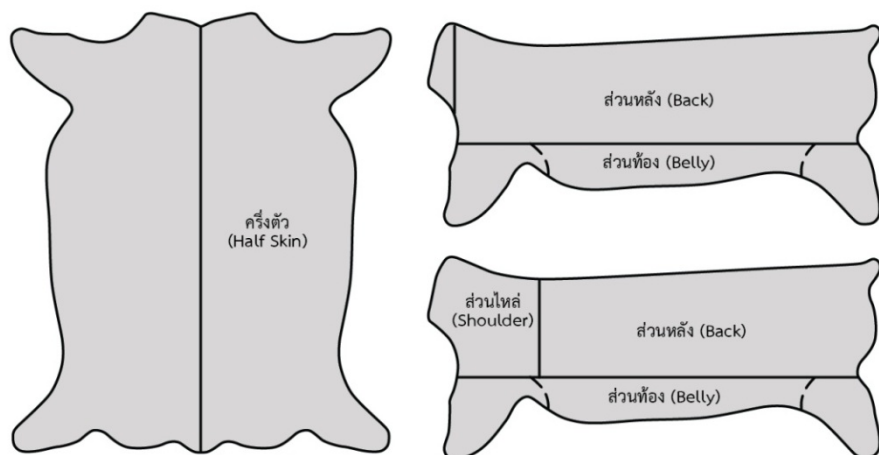 ครึ่งตัว
(Half Skin)
ส่วนหลัง (Back)
ส่วนท้อง (Belly)
ส่วนไหล่
(Shoulder)
ส่วนหลัง (Back)
ส่วนท้อง (Belly)